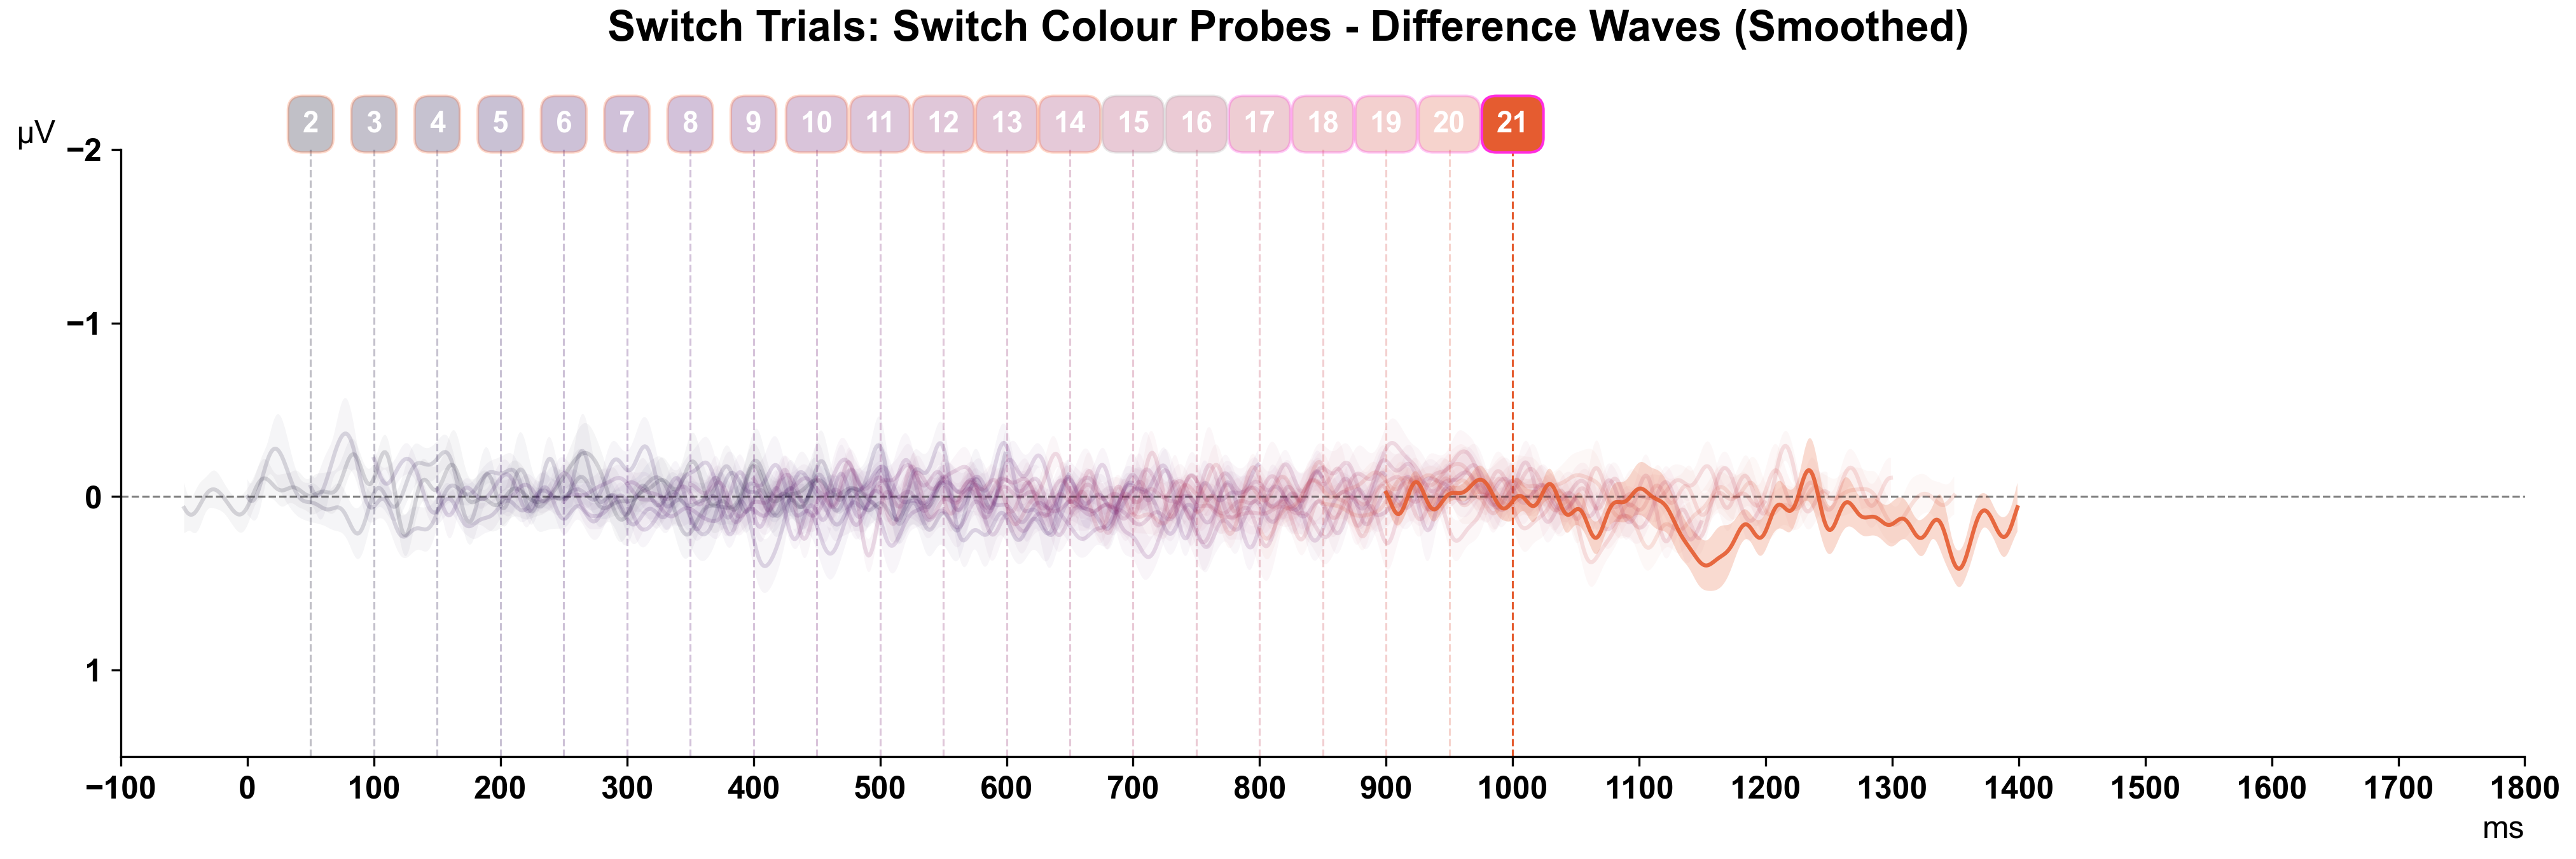 Switch Trials: Switch Colour Probes - Difference Waves (Smoothed)
2 3 4 5 6 7 8 9 10 11 12 13 14 15 16 17 18 19 20 21
µV
−2
−1
0
1
−100 0 100 200 300 400 500 600 700 800 900 1000 1100 1200 1300 1400 1500 1600 1700 1800
ms